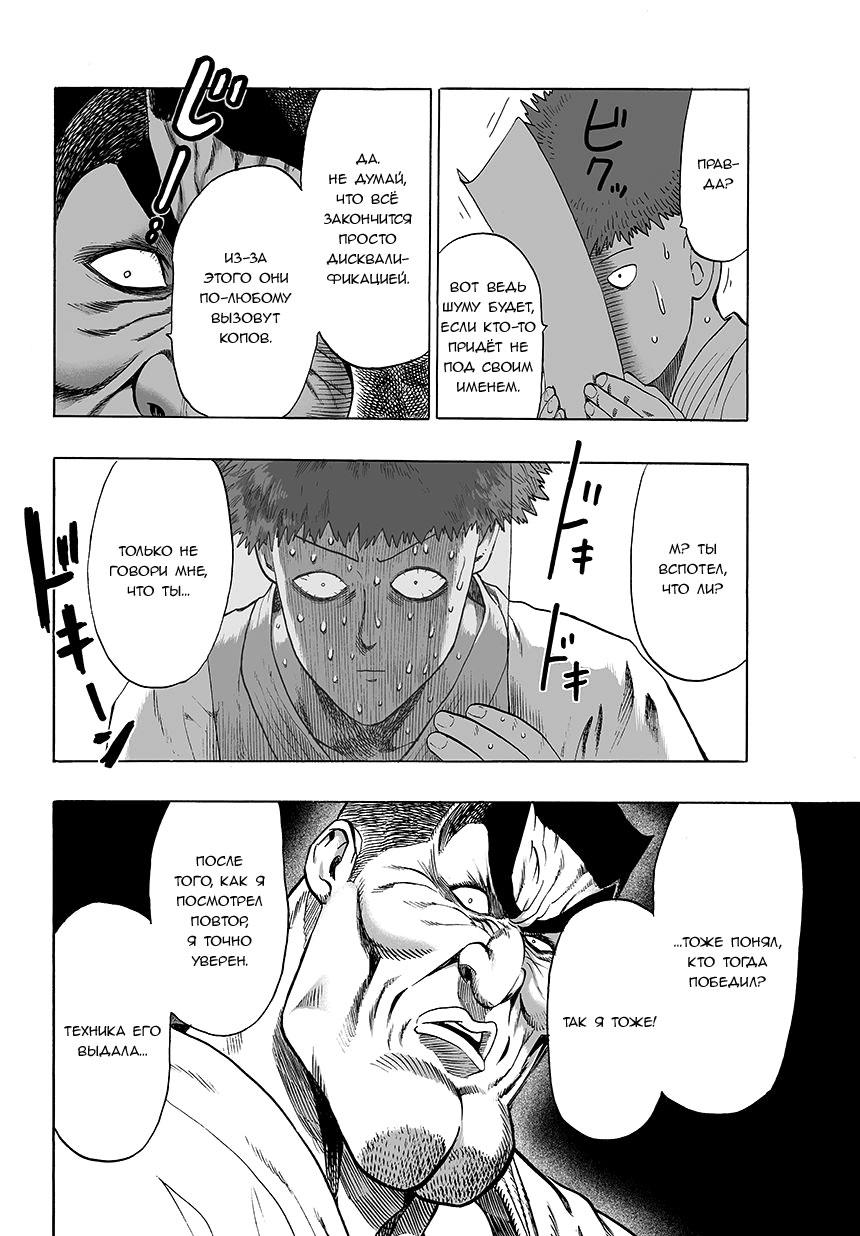 ПРАВ-
ДА?
ビクッ
ВОТ ВЕДЬ
ШУМУ БУДЕТ,
ЕСЛИ КТО-ТО
ПРИДЁТ НЕ
ПОД СВОИМ
ИМЕНЕМ.
ДА.
НЕ ДУМАЙ,
ЧТО ВСЁ
ЗАКОНЧИТСЯ
ПРОСТО
ДИСКВАЛИ-
ФИКАЦИЕЙ.
ИЗ-ЗА
ЭТОГО ОНИ
ПО-ЛЮБОМУ
ВЫЗОВУТ
КОПОВ.
М? ТЫ
ВСПОТЕЛ,
ЧТО ЛИ?
ドキ
ドキ
ТОЛЬКО НЕ
ГОВОРИ МНЕ,
ЧТО ТЫ...
ドキーン
...ТОЖЕ ПОНЯЛ,
КТО ТОГДА
ПОБЕДИЛ?
ТАК Я ТОЖЕ!
ПОСЛЕ
ТОГО, КАК Я
ПОСМОТРЕЛ
ПОВТОР,
Я ТОЧНО
УВЕРЕН.
ТЕХНИКА ЕГО
ВЫДАЛА...